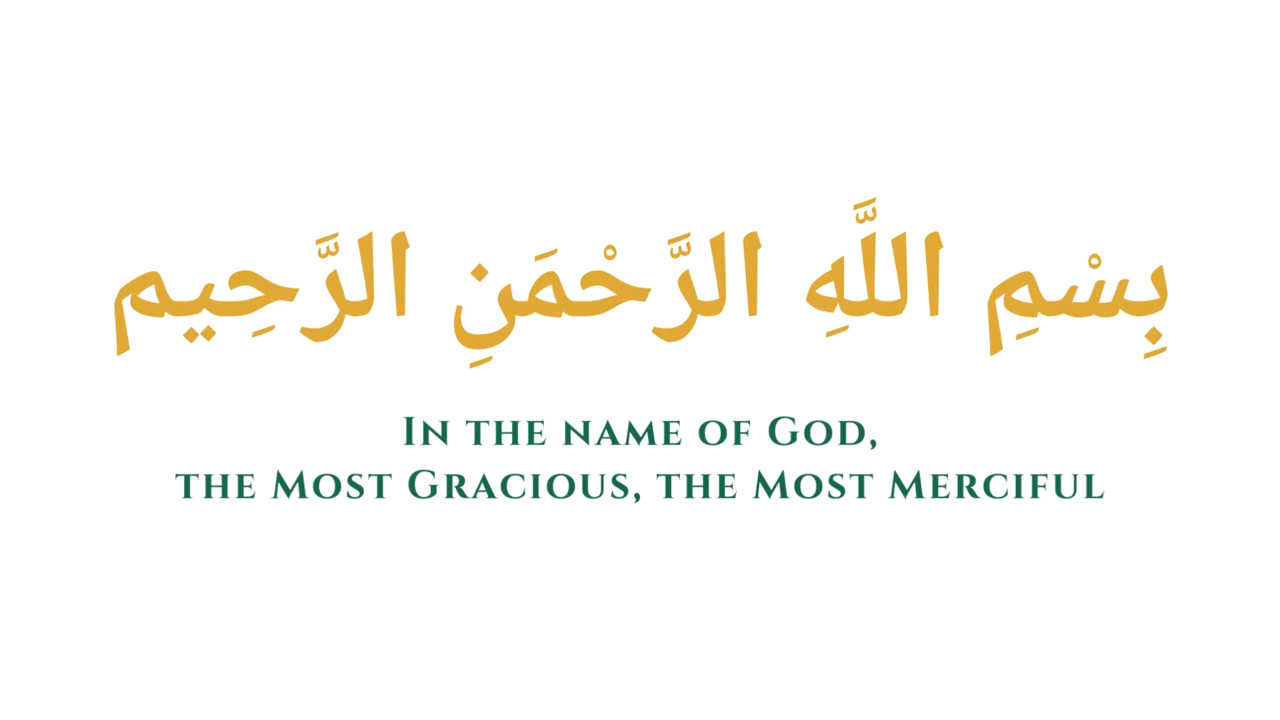 بِسْمِ اللَّهِ الرَّحْمَنِ الرَّحِيم
In the name of God,
the Most Gracious, the Most Merciful